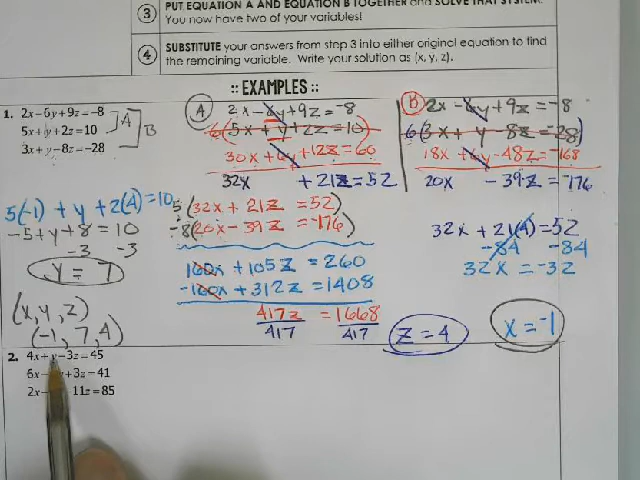 ③ PUT EQUATION A AND EQUATION B TOGETHER and SOLVE THAT SYSTEM.
You now have two of your variables!
④ SUBSTITUTE your answers from step 3 into either original equation to find
the remaining variable. Write your solution as (x, y, z).
:: EXAMPLES ::
1. 2x – 6y + 9z = –8
5x + y + 2z = 10
3x + y – 8z = –28
A
B
A
2x – 6y + 9z = –8
6(5x + y + 2z = 10)
30x + 6y + 12z = 60
32x + 21z = 52
B
2x – 6y + 9z = –8
6(3x + y – 8z = –28)
18x + 6y – 48z = –168
20x – 39z = –176
5(32x + 21z = 52)
–8(20x – 39z = –176)
160x + 105z = 260
–160x + 312z = 1408
417z = 1668
417 417
z = 4
32x + 21(4) = 52
–84 –84
32x = –32
x = –1
5(–1) + y + 2(4) = 10
–5 + y + 8 = 10
–3 –3
y = 7
(x, y, z)
(–1, 7, 4)
2. 4x + y – 3z = 45
6x + 3z = 41
2x 11z = 85